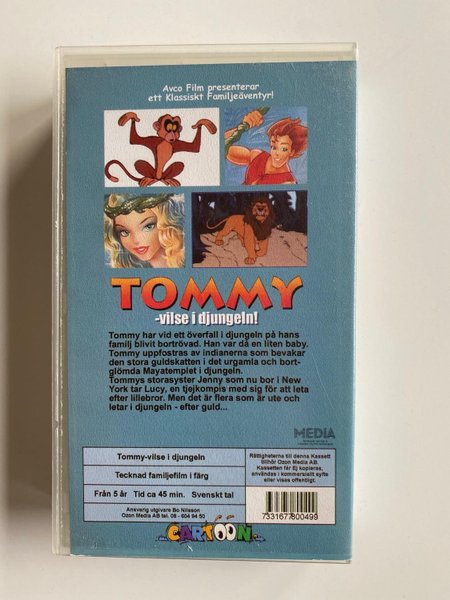 Avco Film presenterar
ett Klassiskt Familjeäventyr!
TOMMY
-vilse i djungeln!
Tommy har vid ett överfall i djungeln på hans
familj blivit bortrövad. Han var då en liten baby.
Tommy uppfostras av indianerna som bevakar
den stora guldskatten i det urgamla och bort-
glömda Mayatemplet i djungeln.
Tommys storasyster Jenny som nu bor i New
York tar Lucy, en tjejkompis med sig för att leta
efter lillebror. Men det är flera som är ute och
letar i djungeln - efter guld...
MEDIA
Tommy-vilse i djungeln
Tecknad familjefilm i färg
Från 5 år Tid ca 45 min. Svenskt tal
Ansvarig utgivare Bo Nilsson
Ozon Media AB tel. 08 - 604 94 50
Rättigheterna till denna Kassett
tillhör Ozon Media AB.
Kassetten får Ej kopieras,
användas i kommersiellt syfte
eller visas offentligt.
7331677800499
CARTOON